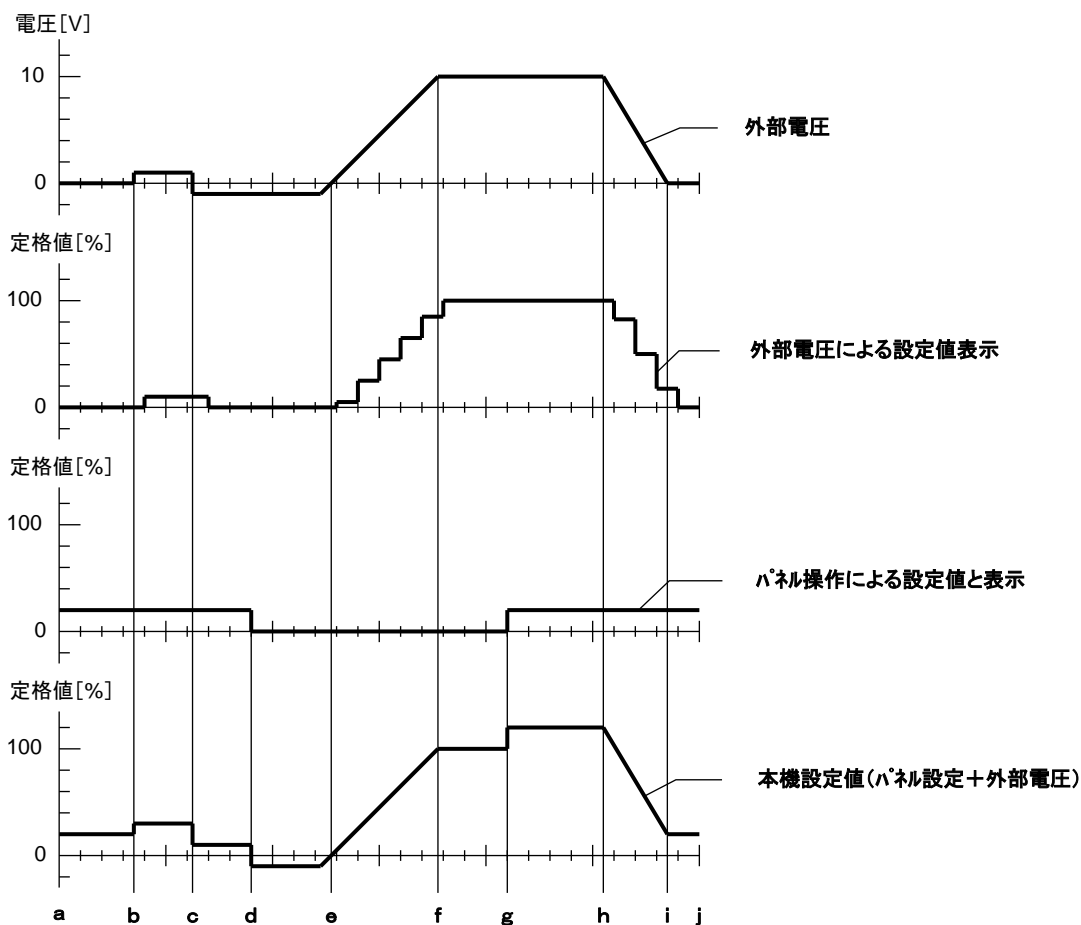 電圧[V]
10
0
外部電圧
定格値[%]
100
0
外部電圧による設定値表示
定格値[%]
100
0
パネル操作による設定値と表示
定格値[%]
100
0
本機設定値(パネル設定+外部電圧)
a b c d e f g h i j